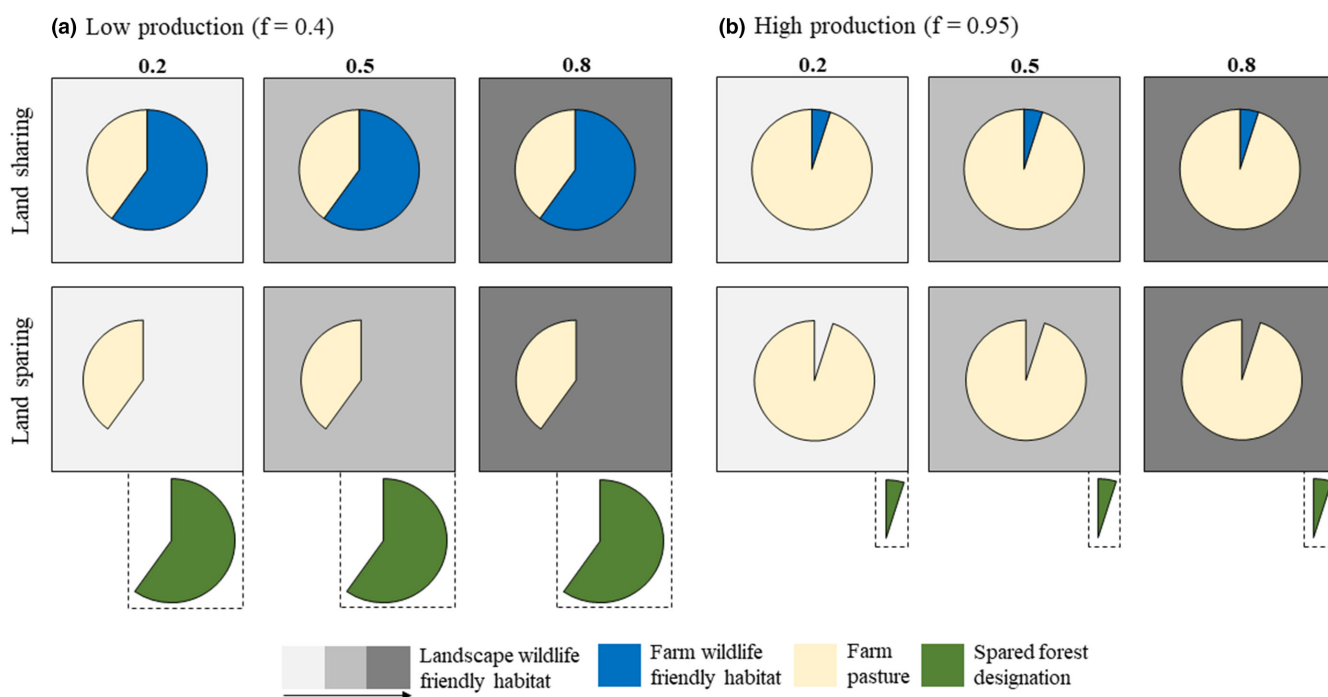 (a) Low production (f = 0.4)
(b) High production (f = 0.95)
0.2 0.5 0.8
0.2 0.5 0.8
Land sharing
Land sparing
Landscape wildlife
friendly habitat
Farm wildlife
friendly habitat
Farm
pasture
Spared forest
designation